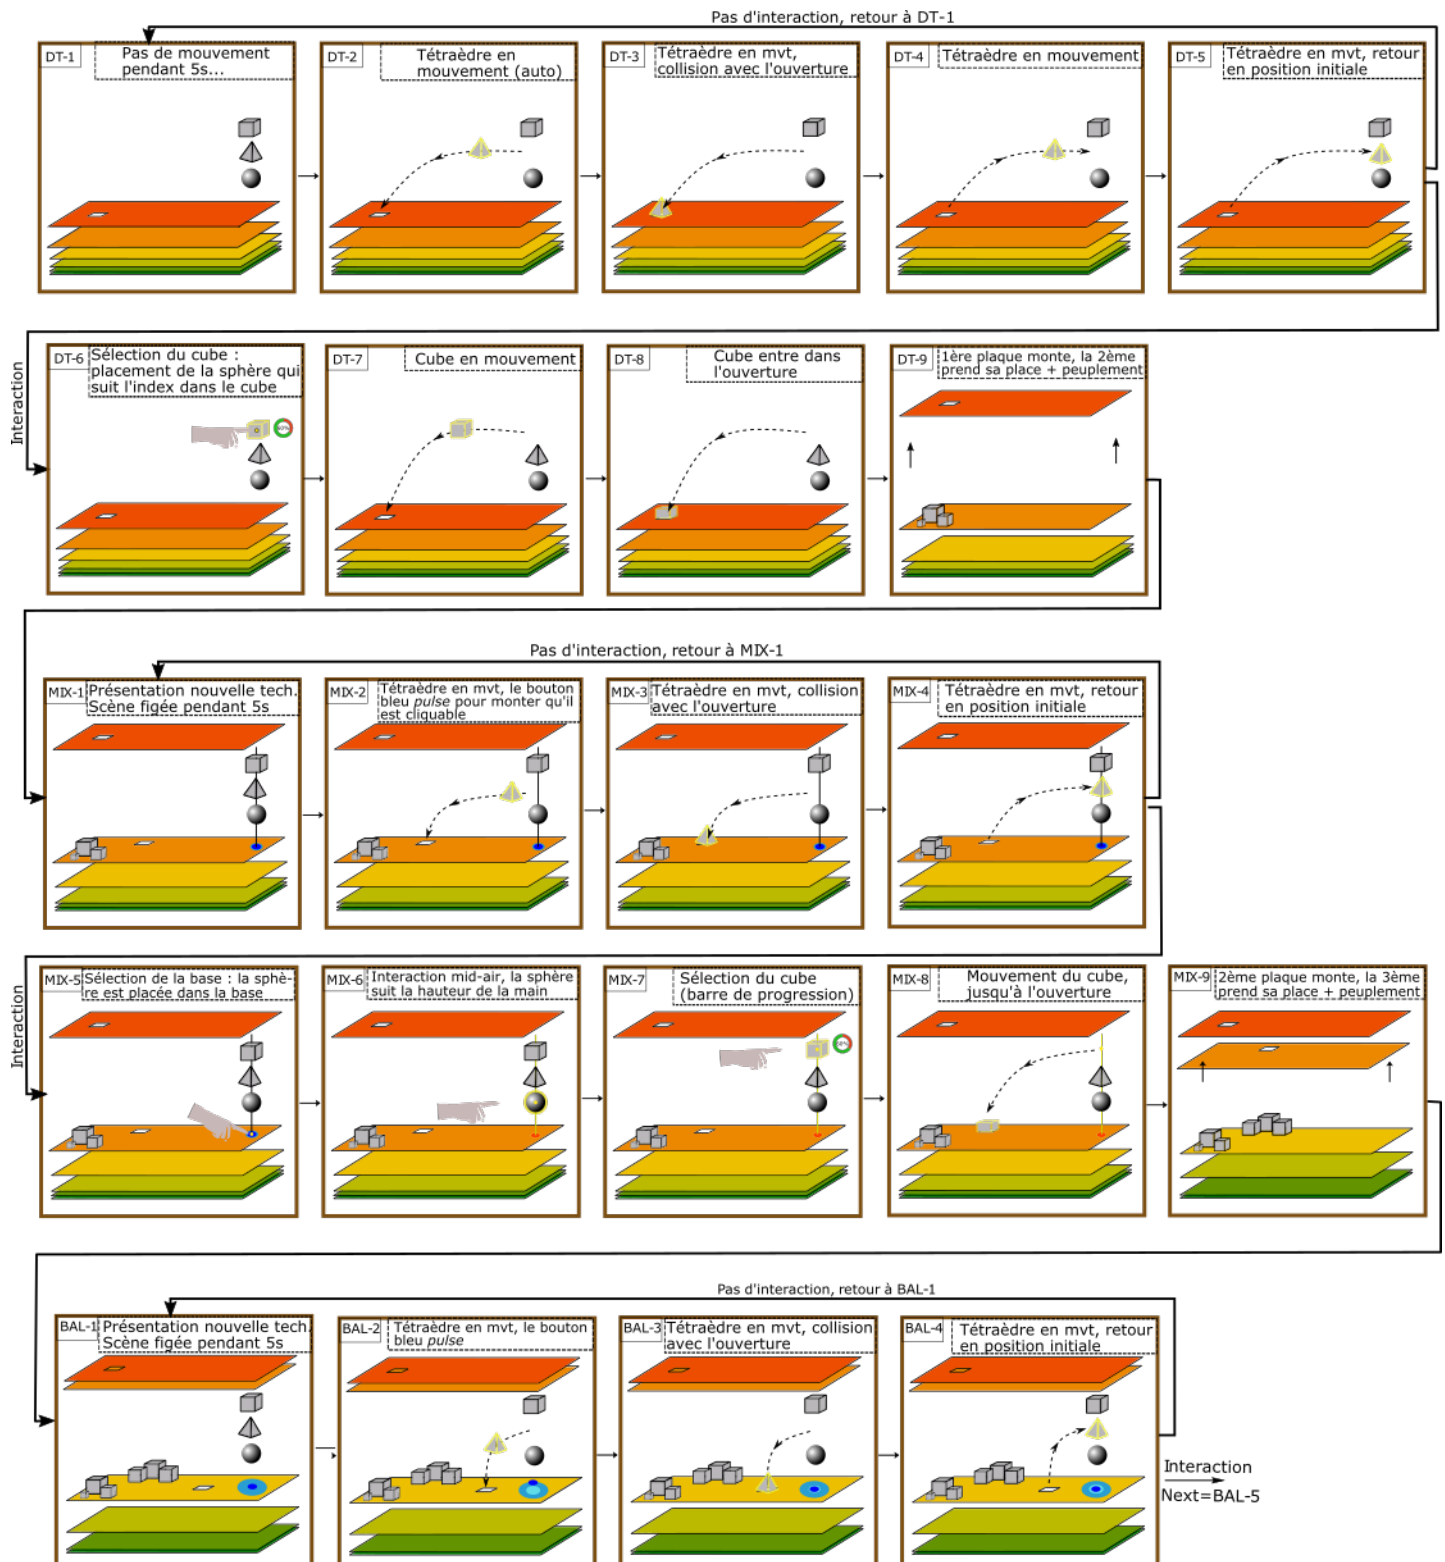 Pas d'interaction, retour à DT-1
DT-1
Pas de mouvement
pendant 5s...
DT-2
Tétraèdre en
mouvement (auto)
DT-3
Tétraèdre en mvt,
collision avec l'ouverture
DT-4
Tétraèdre en mouvement
DT-5
Tétraèdre en mvt, retour
en position initiale
Interaction
DT-6
Sélection du cube :
placement de la sphère qui
suit l'index dans le cube
DT-7
Cube en mouvement
DT-8
Cube entre dans
l'ouverture
DT-9
1ère plaque monte, la 2ème
prend sa place + peuplement
Pas d'interaction, retour à MIX-1
MIX-1
Présentation nouvelle tech.
Scène figée pendant 5s
MIX-2
Tétraèdre en mvt, le bouton
bleu pulse pour monter qu'il
est cliquable
MIX-3
Tétraèdre en mvt, collision
avec l'ouverture
MIX-4
Tétraèdre en mvt, retour
en position initiale
Interaction
MIX-5
Sélection de la base : la sphè-
re est placée dans la base
MIX-6
Interaction mid-air, la sphère
suit la hauteur de la main
MIX-7
Sélection du cube
(barre de progression)
MIX-8
Mouvement du cube,
jusqu'à l'ouverture
MIX-9
2ème plaque monte, la 3ème
prend sa place + peuplement
Pas d'interaction, retour à BAL-1
BAL-1
Présentation nouvelle tech.
Scène figée pendant 5s
BAL-2
Tétraèdre en mvt, le bouton
bleu pulse
BAL-3
Tétraèdre en mvt, collision
avec l'ouverture
BAL-4
Tétraèdre en mvt, retour
en position initiale
Interaction
Next=BAL-5